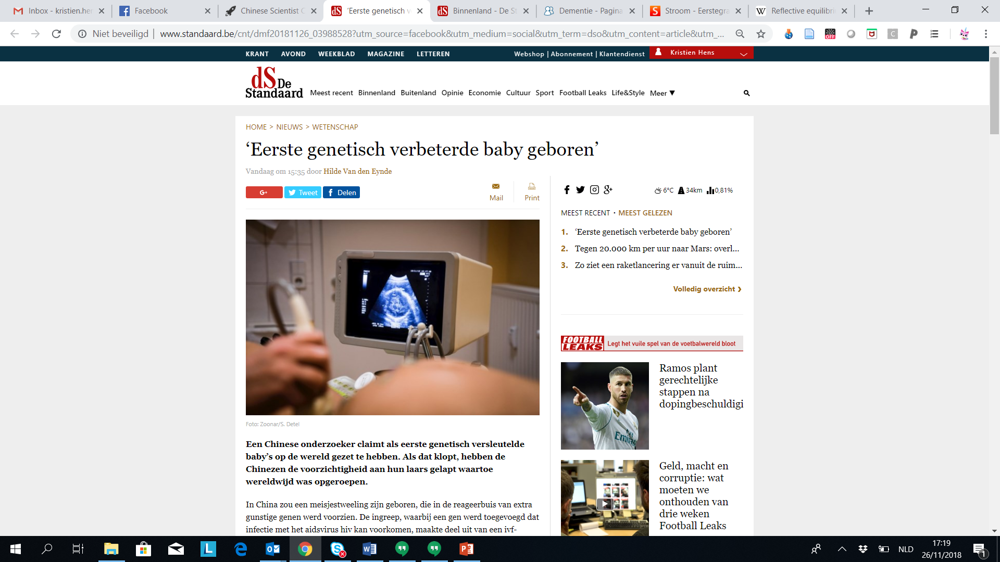 Inbox - kristien.her
Facebook
Chinese Scientist C
'Eerste genetisch v
Binnenland - De St
Dementie - Pagina
Stroom - Eerstegra
Reflective equilibri
Niet beveiligd
www.standaard.be/cnt/dmf20181126_03988528?utm_source=facebook&utm_medium=social&utm_term=dso&utm_content=article&utm_...
KRANT AVOND WEEKBLAD MAGAZINE LETTEREN
Webshop | Abonnement | Klantendienst
Kristien Hens
dS De
Standaard
Meest recent Binnenland Buitenland Opinie Economie Cultuur Sport Football Leaks Life&Style Meer ▼
HOME > NIEUWS > WETENSCHAP
‘Eerste genetisch verbeterde baby geboren’
Vandaag om 15:35 door Hilde Van den Eynde
G+ Tweet Delen
Mail
Print
6°C 34km 0,81%
MEEST RECENT · MEEST GELEZEN
1. ‘Eerste genetisch verbeterde baby geboren’
2. Tegen 20.000 km per uur naar Mars: overl...
3. Zo ziet een raketlancering er vanuit de ruim...
Volledig overzicht ›
FOOTBALL
LEAKS
Legt het vuile spel van de voetbalwereld bloot
Ramos plant
gerechtelijke
stappen na
dopingbeschuldigi
Foto: Zoonar/S. Detel
Een Chinese onderzoeker claimt als eerste genetisch versleutelde
baby’s op de wereld gezet te hebben. Als dat klopt, hebben de
Chinezen de voorzichtigheid aan hun laars gelapt waartoe
wereldwijd was opgeroepen.
In China zou een meisjestweeling zijn geboren, die in de reageerbuis van extra
gunstige genen werd voorzien. De ingreep, waarbij een gen werd toegevoegd dat
infectie met het aidsvirus hiv kan voorkomen, maakte deel uit van een ivf-
Geld, macht en
corruptie: wat
moeten we
onthouden van
drie weken
Football Leaks
NLD
17:19
26/11/2018
1